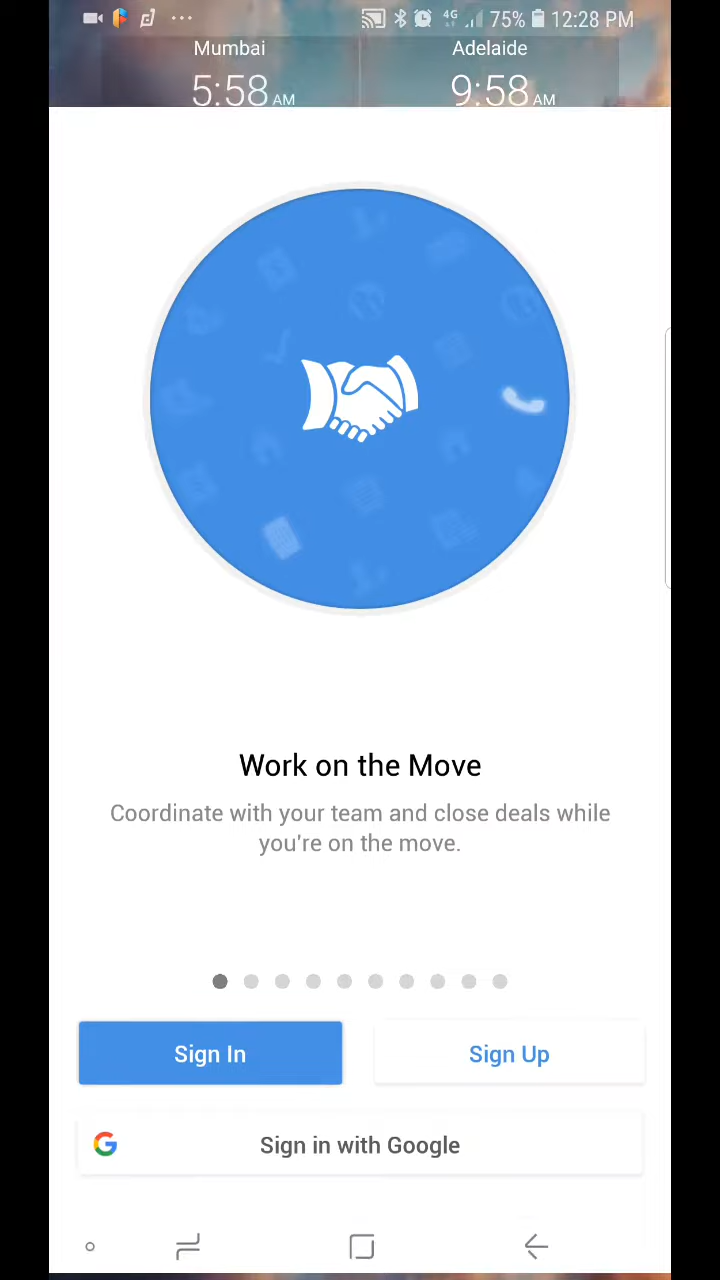 4G 75% 12:28 PM
Mumbai Adelaide
5:58 AM 9:58 AM
Work on the Move
Coordinate with your team and close deals while
you're on the move.
Sign In Sign Up
Sign in with Google